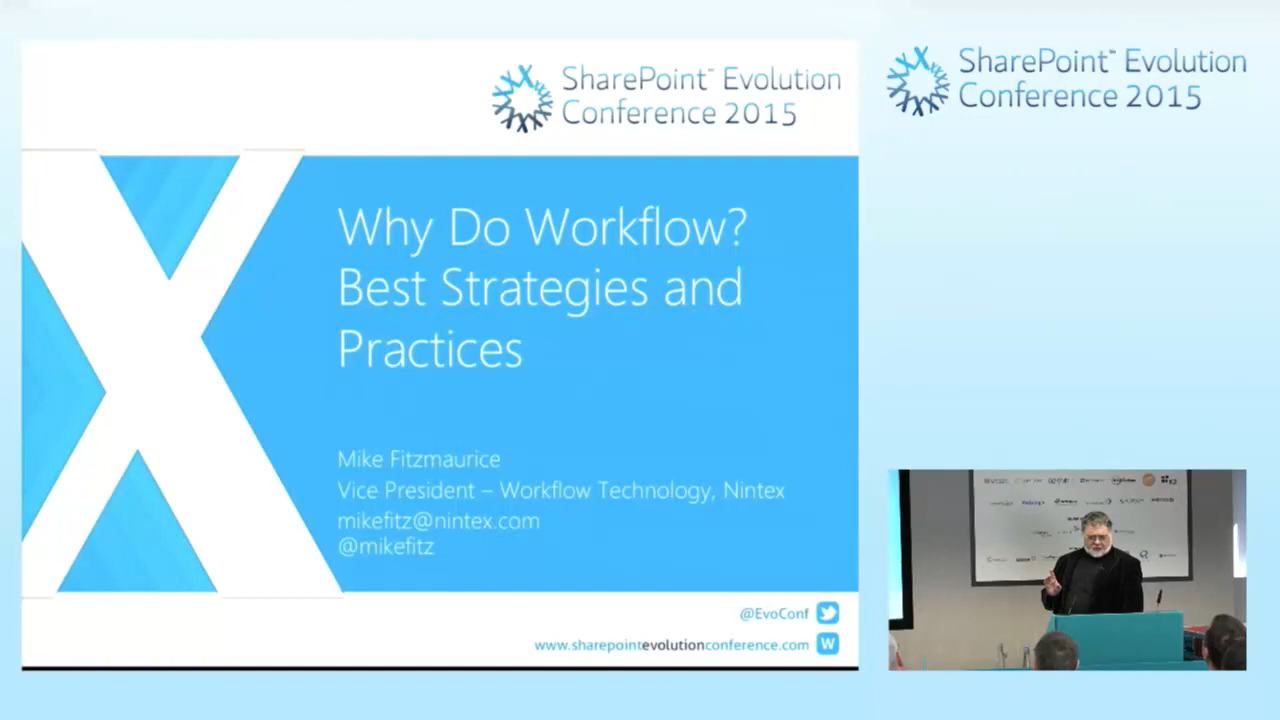 SharePoint™ Evolution
Conference 2015
SharePoint™ Evolution
Conference 2015
Why Do Workflow?
Best Strategies and
Practices
Mike Fitzmaurice
Vice President – Workflow Technology, Nintex
mikefitz@nintex.com
@mikefitz
@EvoConf
www.sharepointevolutionconference.com
W
K2